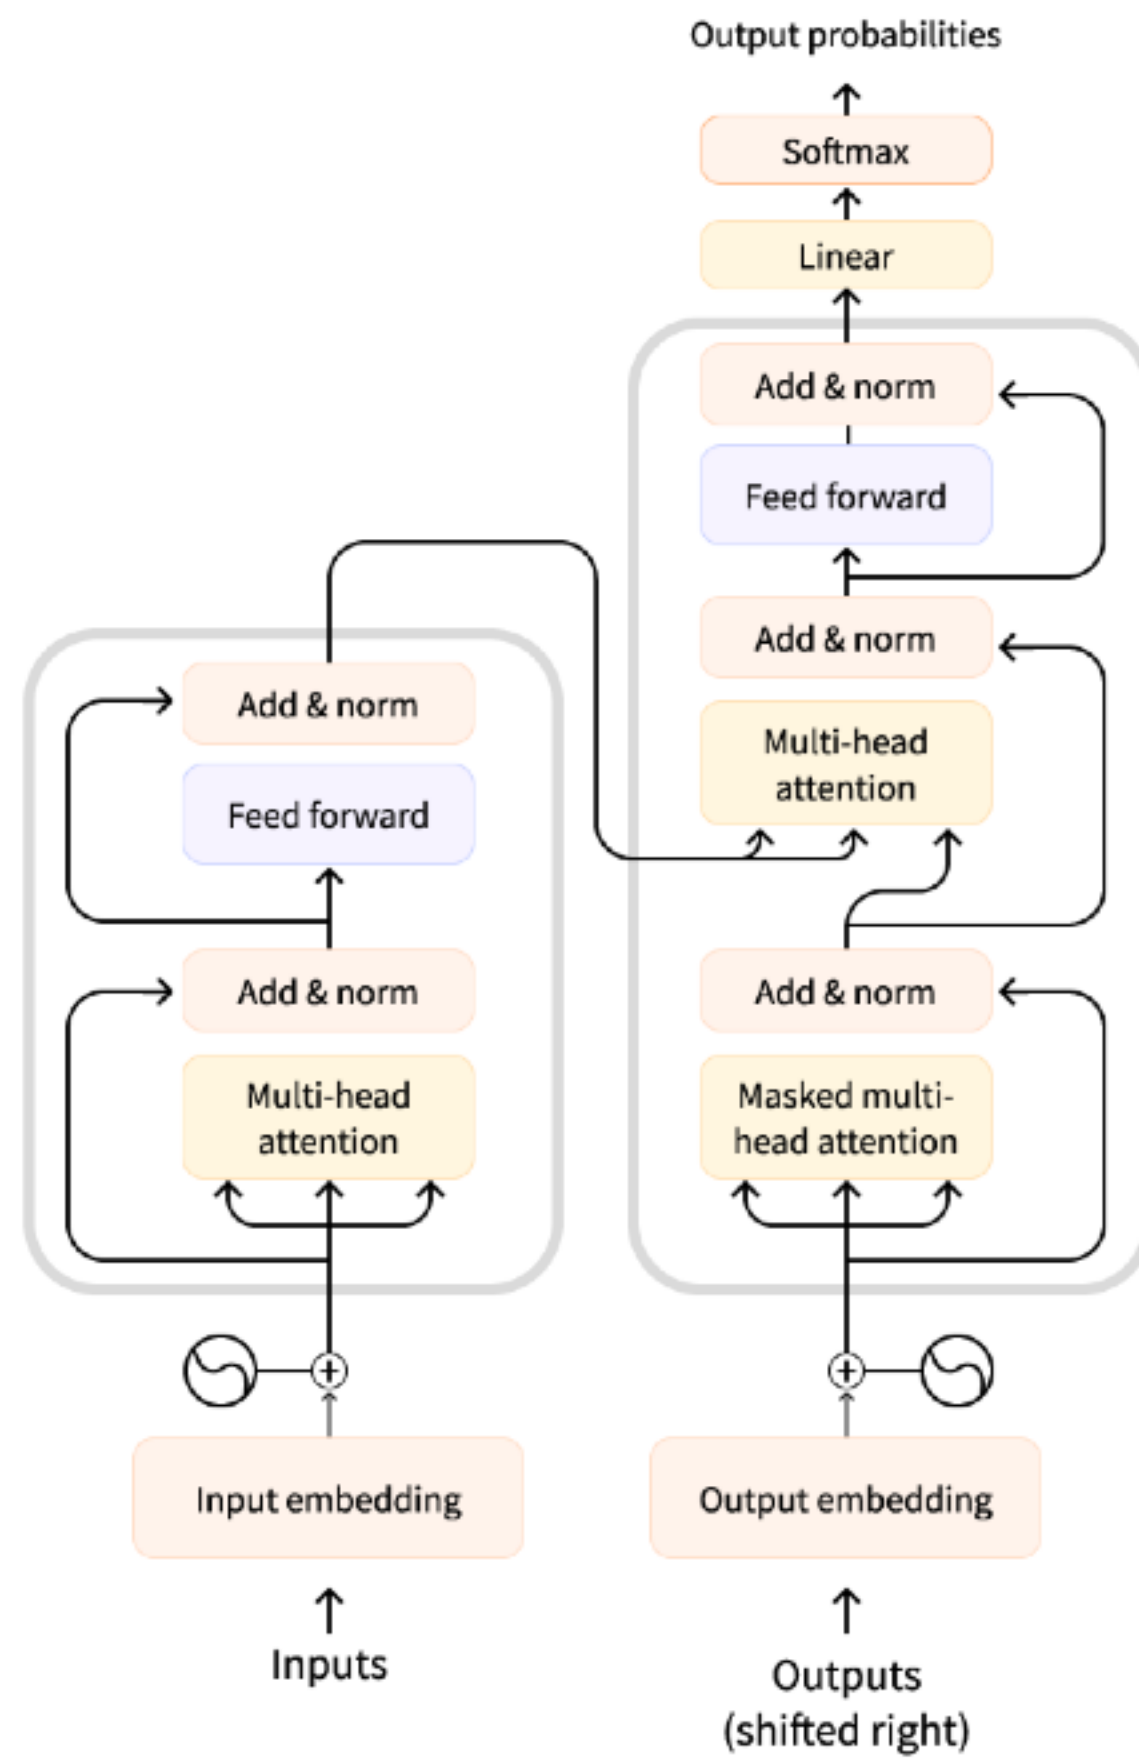 Output probabilities
Softmax
Linear
Add & norm
Feed forward
Add & norm
Multi-head
attention
Add & norm
Masked multi-
head attention
Output embedding
Outputs
(shifted right)
Add & norm
Feed forward
Add & norm
Multi-head
attention
Input embedding
Inputs